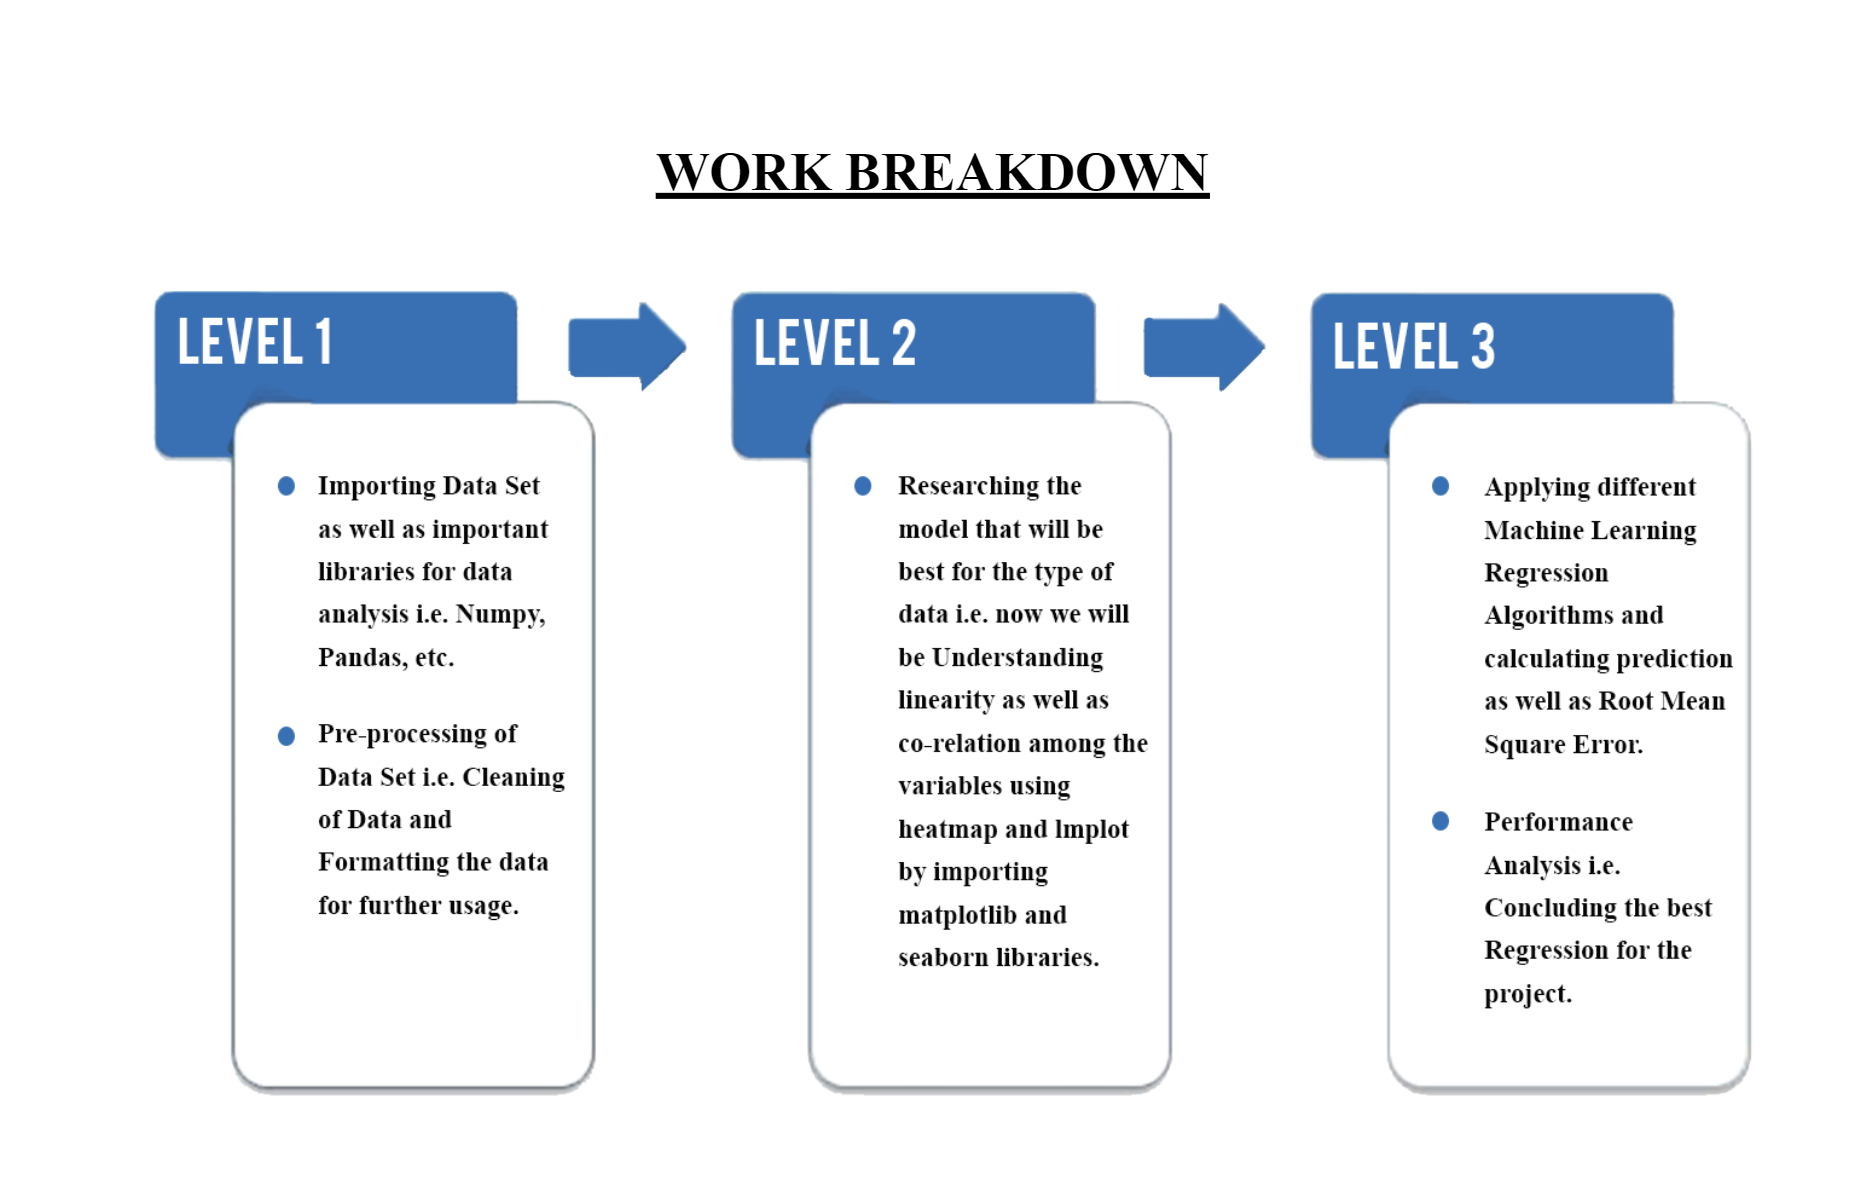 WORK BREAKDOWN
LEVEL 1
Importing Data Set
as well as important
libraries for data
analysis i.e. Numpy,
Pandas, etc.
Pre-processing of
Data Set i.e. Cleaning
of Data and
Formatting the data
for further usage.
LEVEL 2
Researching the
model that will be
best for the type of
data i.e. now we will
be Understanding
linearity as well as
co-relation among the
variables using
heatmap and lmplot
by importing
matplotlib and
seaborn libraries.
LEVEL 3
Applying different
Machine Learning
Regression
Algorithms and
calculating prediction
as well as Root Mean
Square Error.
Performance
Analysis i.e.
Concluding the best
Regression for the
project.